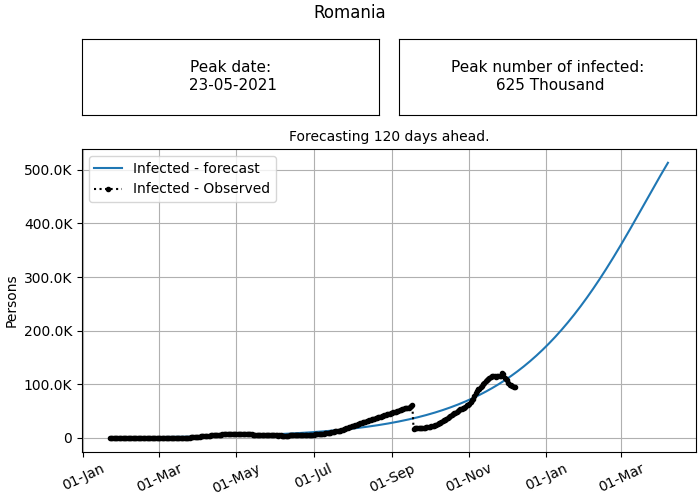 Romania
Peak date:
23-05-2021
Peak number of infected:
625 Thousand
Forecasting 120 days ahead.
Infected - forecast
Infected - Observed
Persons
500.0K
400.0K
300.0K
200.0K
100.0K
0
01-Jan
01-Mar
01-May
01-Jul
01-Sep
01-Nov
01-Jan
01-Mar